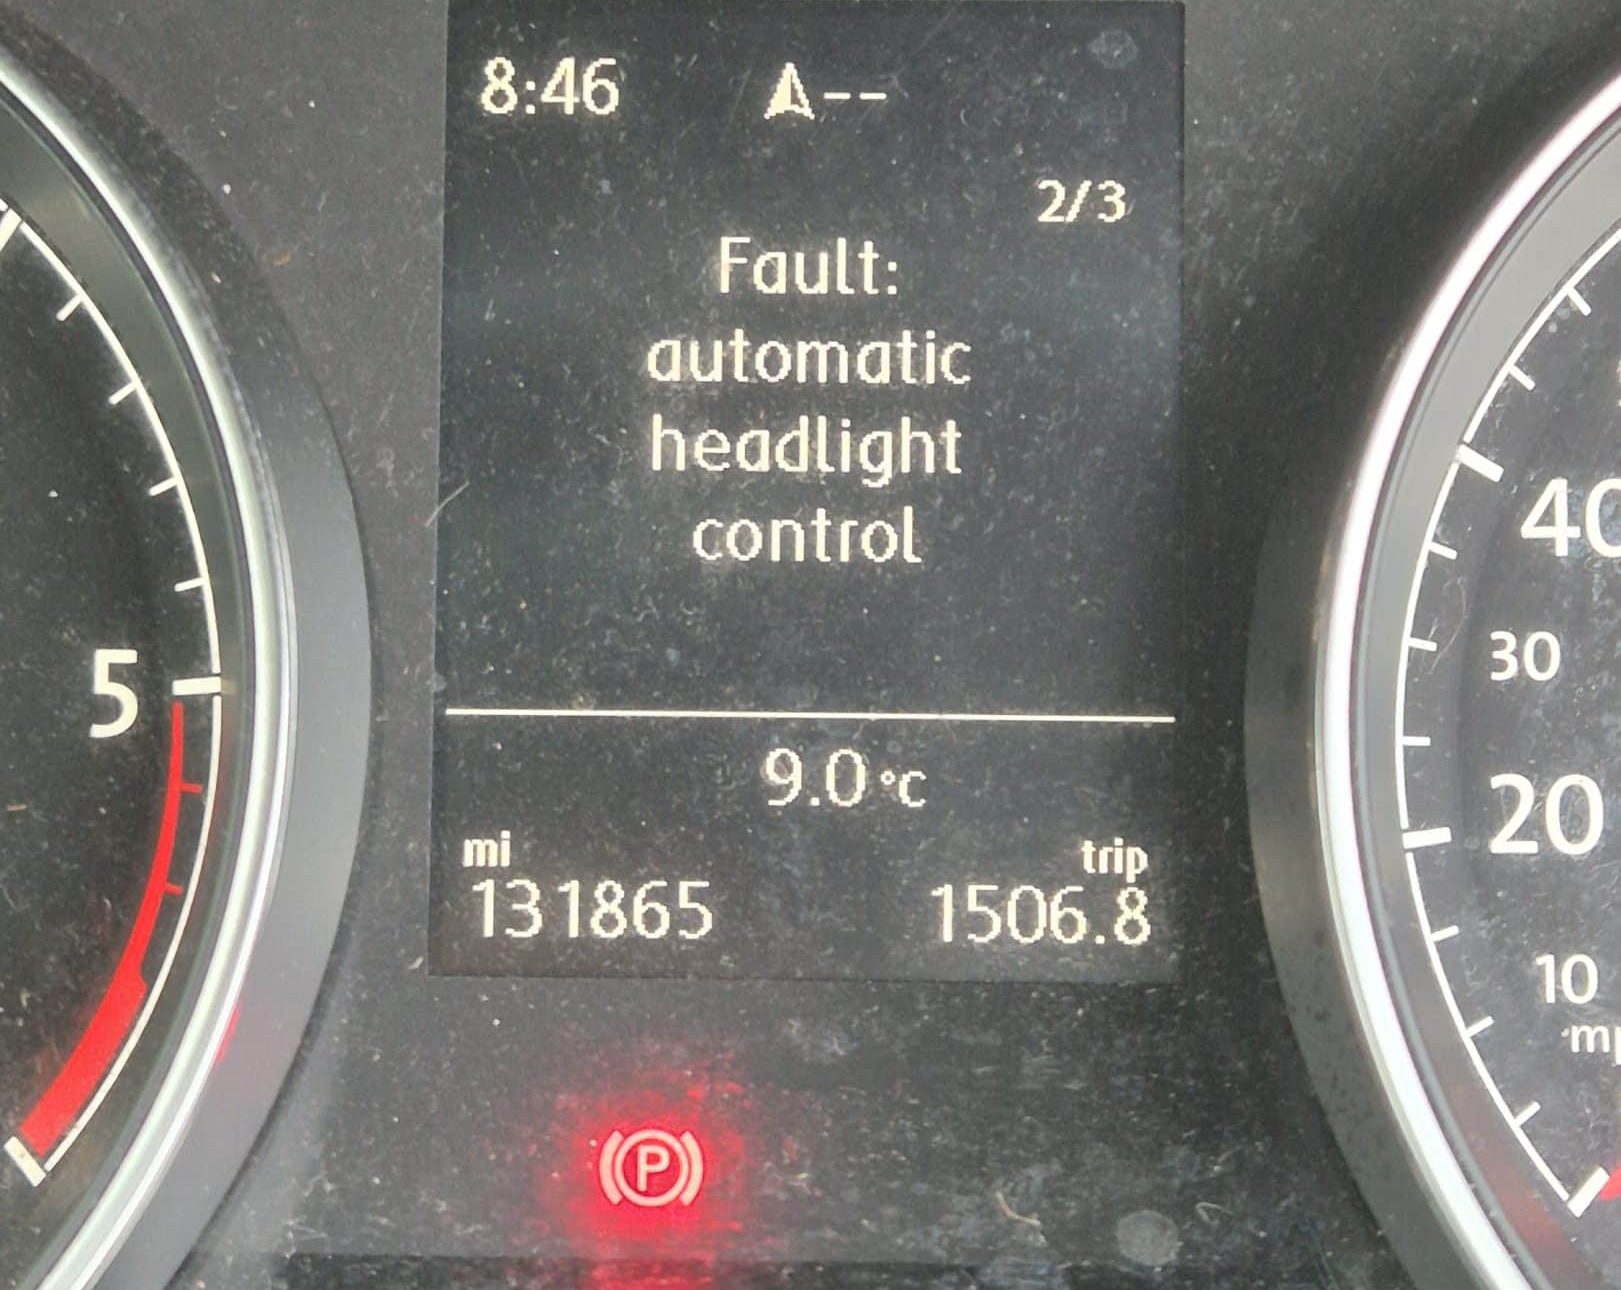 8:46 --
2/3
Fault:
automatic
headlight
control
9.0 °C
mi trip
131865 1506.8
P
5
40
30
20
10